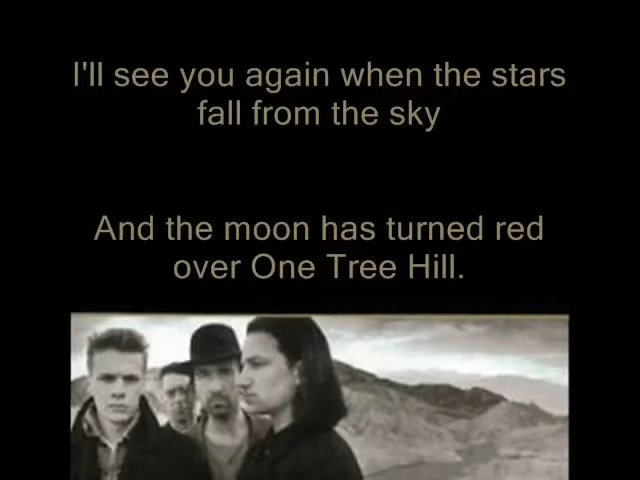 I'll see you again when the stars
fall from the sky
And the moon has turned red
over One Tree Hill.